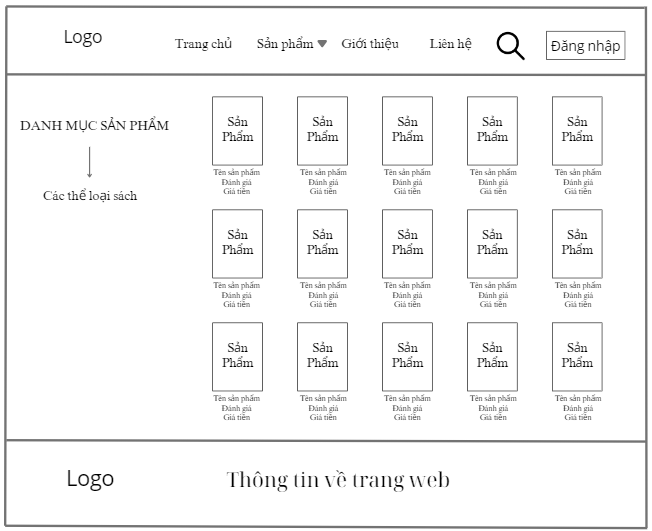 Logo
Trang chủ Sản phẩm Giới thiệu Liên hệ Đăng nhập
DANH MỤC SẢN PHẨM
Các thể loại sách
Sản Sản Sản Sản Sản
Phẩm Phẩm Phẩm Phẩm Phẩm
Tên sản phẩm Tên sản phẩm Tên sản phẩm Tên sản phẩm Tên sản phẩm
Đánh giá Đánh giá Đánh giá Đánh giá Đánh giá
Giá tiền Giá tiền Giá tiền Giá tiền Giá tiền
Sản Sản Sản Sản Sản
Phẩm Phẩm Phẩm Phẩm Phẩm
Tên sản phẩm Tên sản phẩm Tên sản phẩm Tên sản phẩm Tên sản phẩm
Đánh giá Đánh giá Đánh giá Đánh giá Đánh giá
Giá tiền Giá tiền Giá tiền Giá tiền Giá tiền
Sản Sản Sản Sản Sản
Phẩm Phẩm Phẩm Phẩm Phẩm
Tên sản phẩm Tên sản phẩm Tên sản phẩm Tên sản phẩm Tên sản phẩm
Đánh giá Đánh giá Đánh giá Đánh giá Đánh giá
Giá tiền Giá tiền Giá tiền Giá tiền Giá tiền
Logo Thông tin về trang web